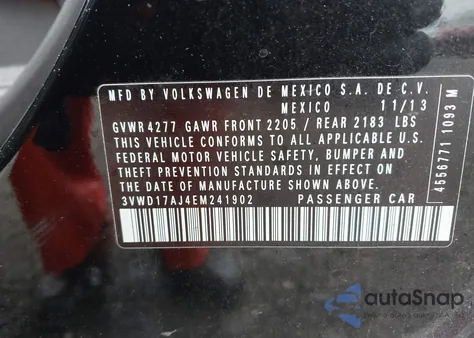 MFD BY VOLKSWAGEN DE MEXICO S.A. DE C.V.
MEXICO 11/13
GVWR 4277 GAWR FRONT 2205 / REAR 2183 LBS
THIS VEHICLE CONFORMS TO ALL APPLICABLE U.S.
FEDERAL MOTOR VEHICLE SAFETY, BUMPER AND
THEFT PREVENTION STANDARDS IN EFFECT ON
THE DATE OF MANUFACTURE SHOWN ABOVE.
3VWD17AJ4EM241902 PASSENGER CAR
4556771 1093 M
autoSnap